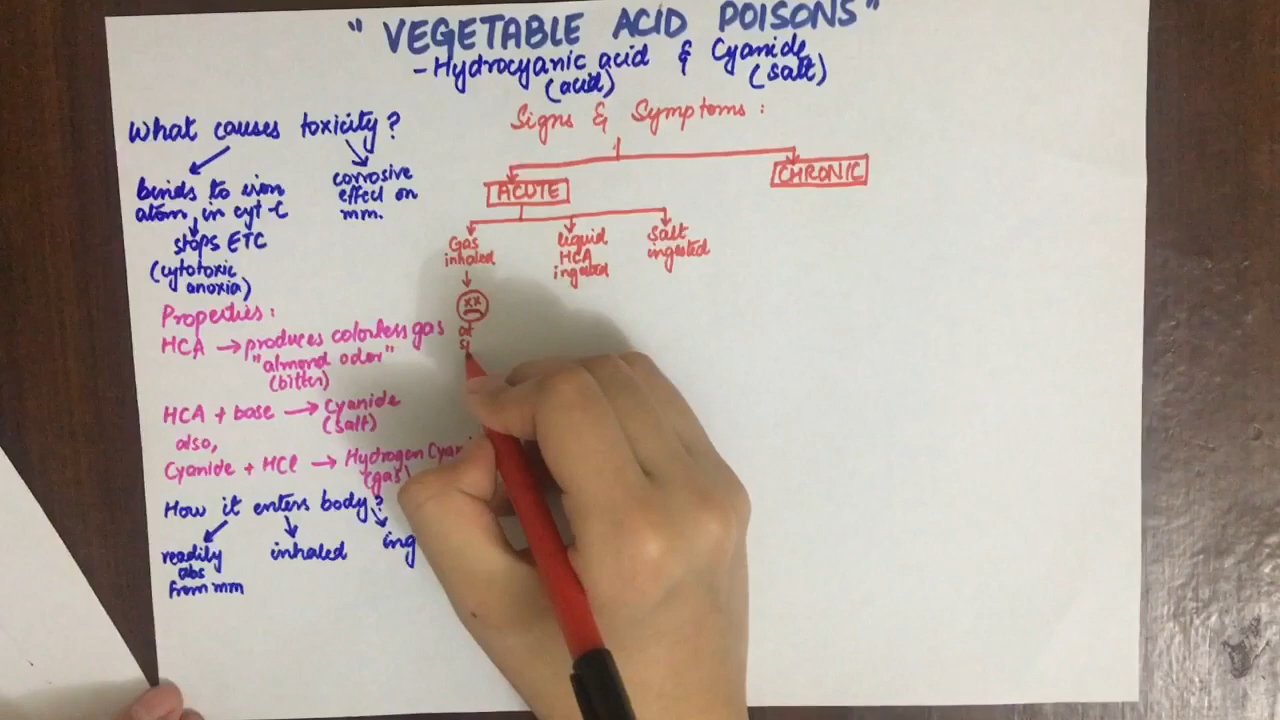 "VEGETABLE ACID POISONS"
-Hydrocyanic acid & Cyanide
(acid) (salt)
What causes toxicity?
binds to iron
atom in cyt-C
stops ETC
(cytotoxic
anoxia)
corrosive
effect on
mm.
Properties:
HCA → produces colorless gas
"almond odor"
(bitter)
HCA + base → Cyanide
(salt)
also,
Cyanide + HCl → Hydrogen
(gas)
How it enters body?
readily
abs
from mm
inhaled
ing
Signs & Symptoms:
ACUTE
CHRONIC
Gas
inhaled
liquid
HCA
ingested
Salt
ingested
xx